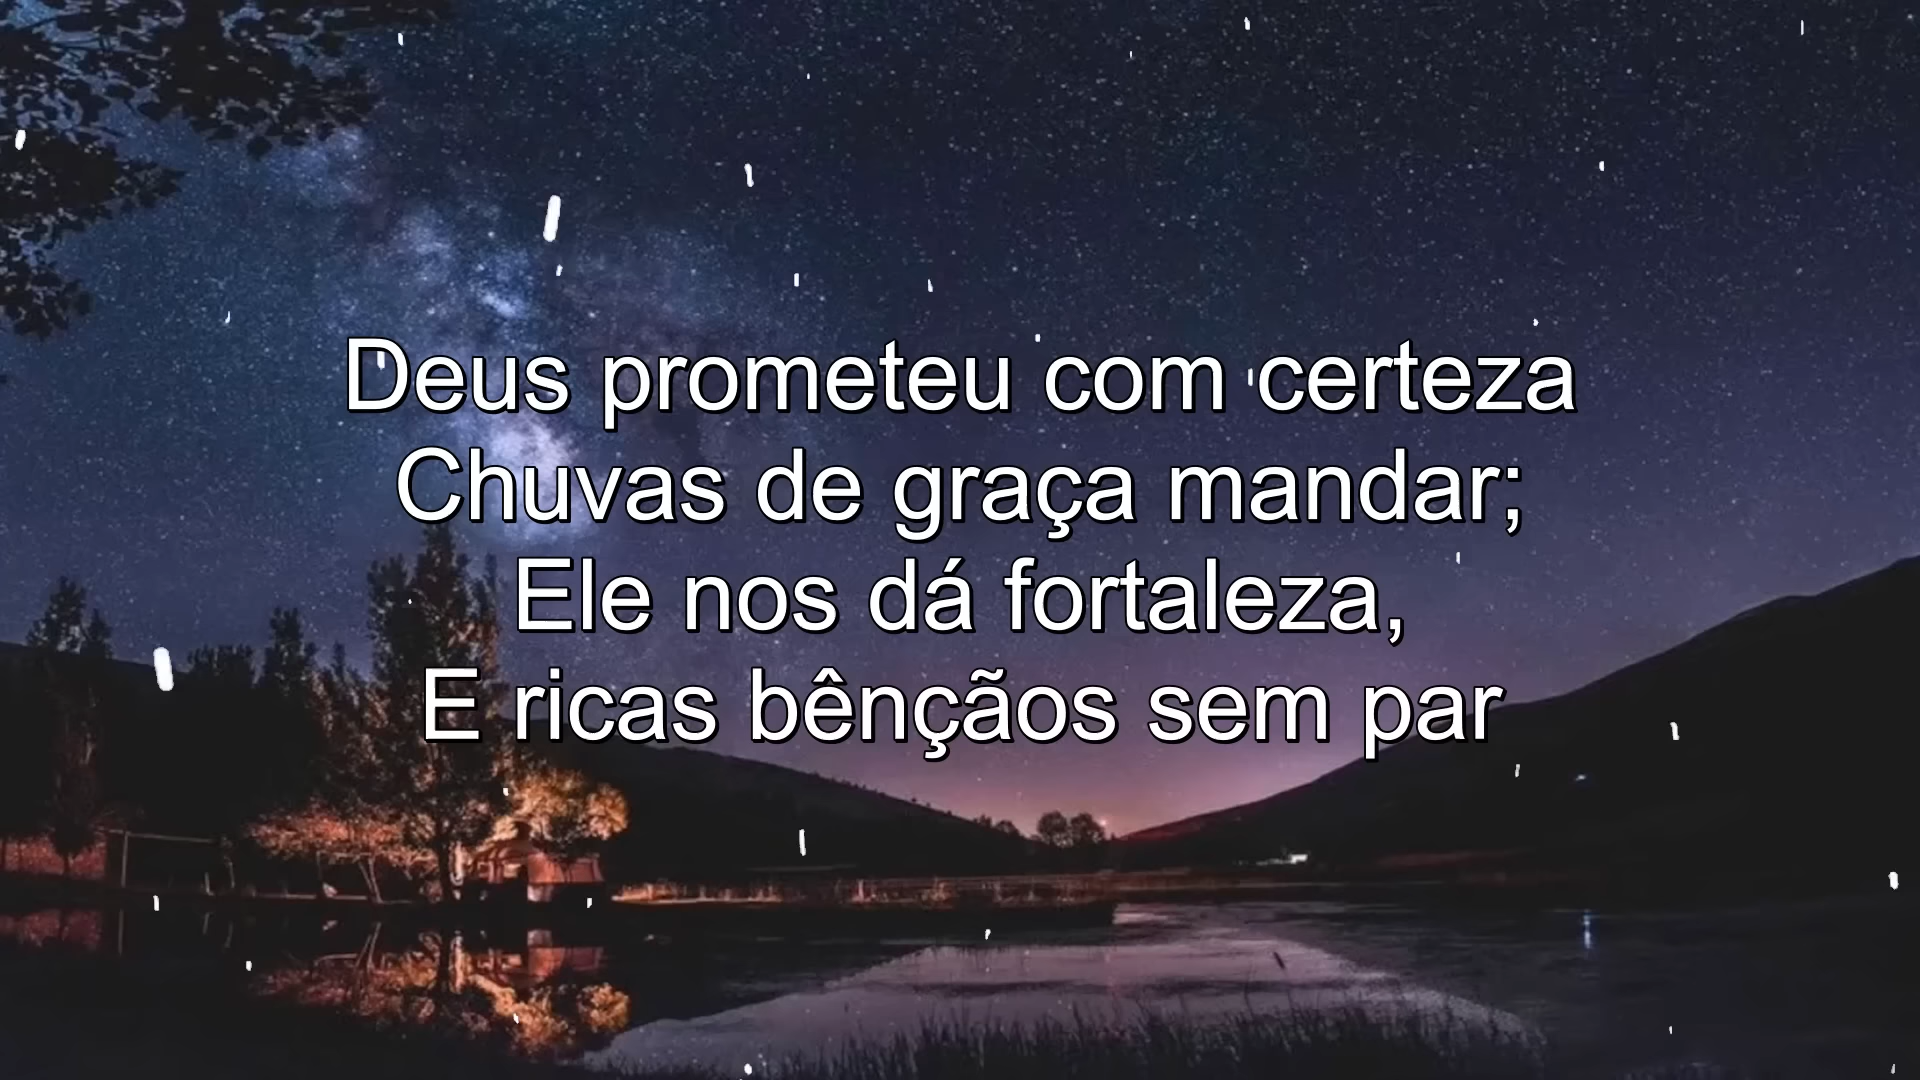 Deus prometeu com certeza
Chuvas de graça mandar;
Ele nos dá fortaleza,
E ricas bênçãos sem par